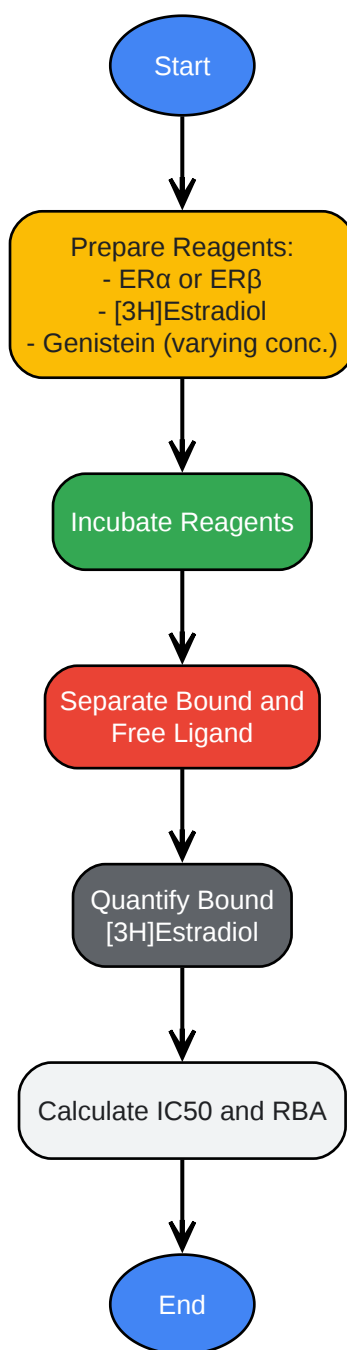 Start
Prepare Reagents:
- ERα or ERβ
- [3H]Estradiol
- Genistein (varying conc.)
Incubate Reagents
Separate Bound and
Free Ligand
Quantify Bound
[3H]Estradiol
Calculate IC50 and RBA
End